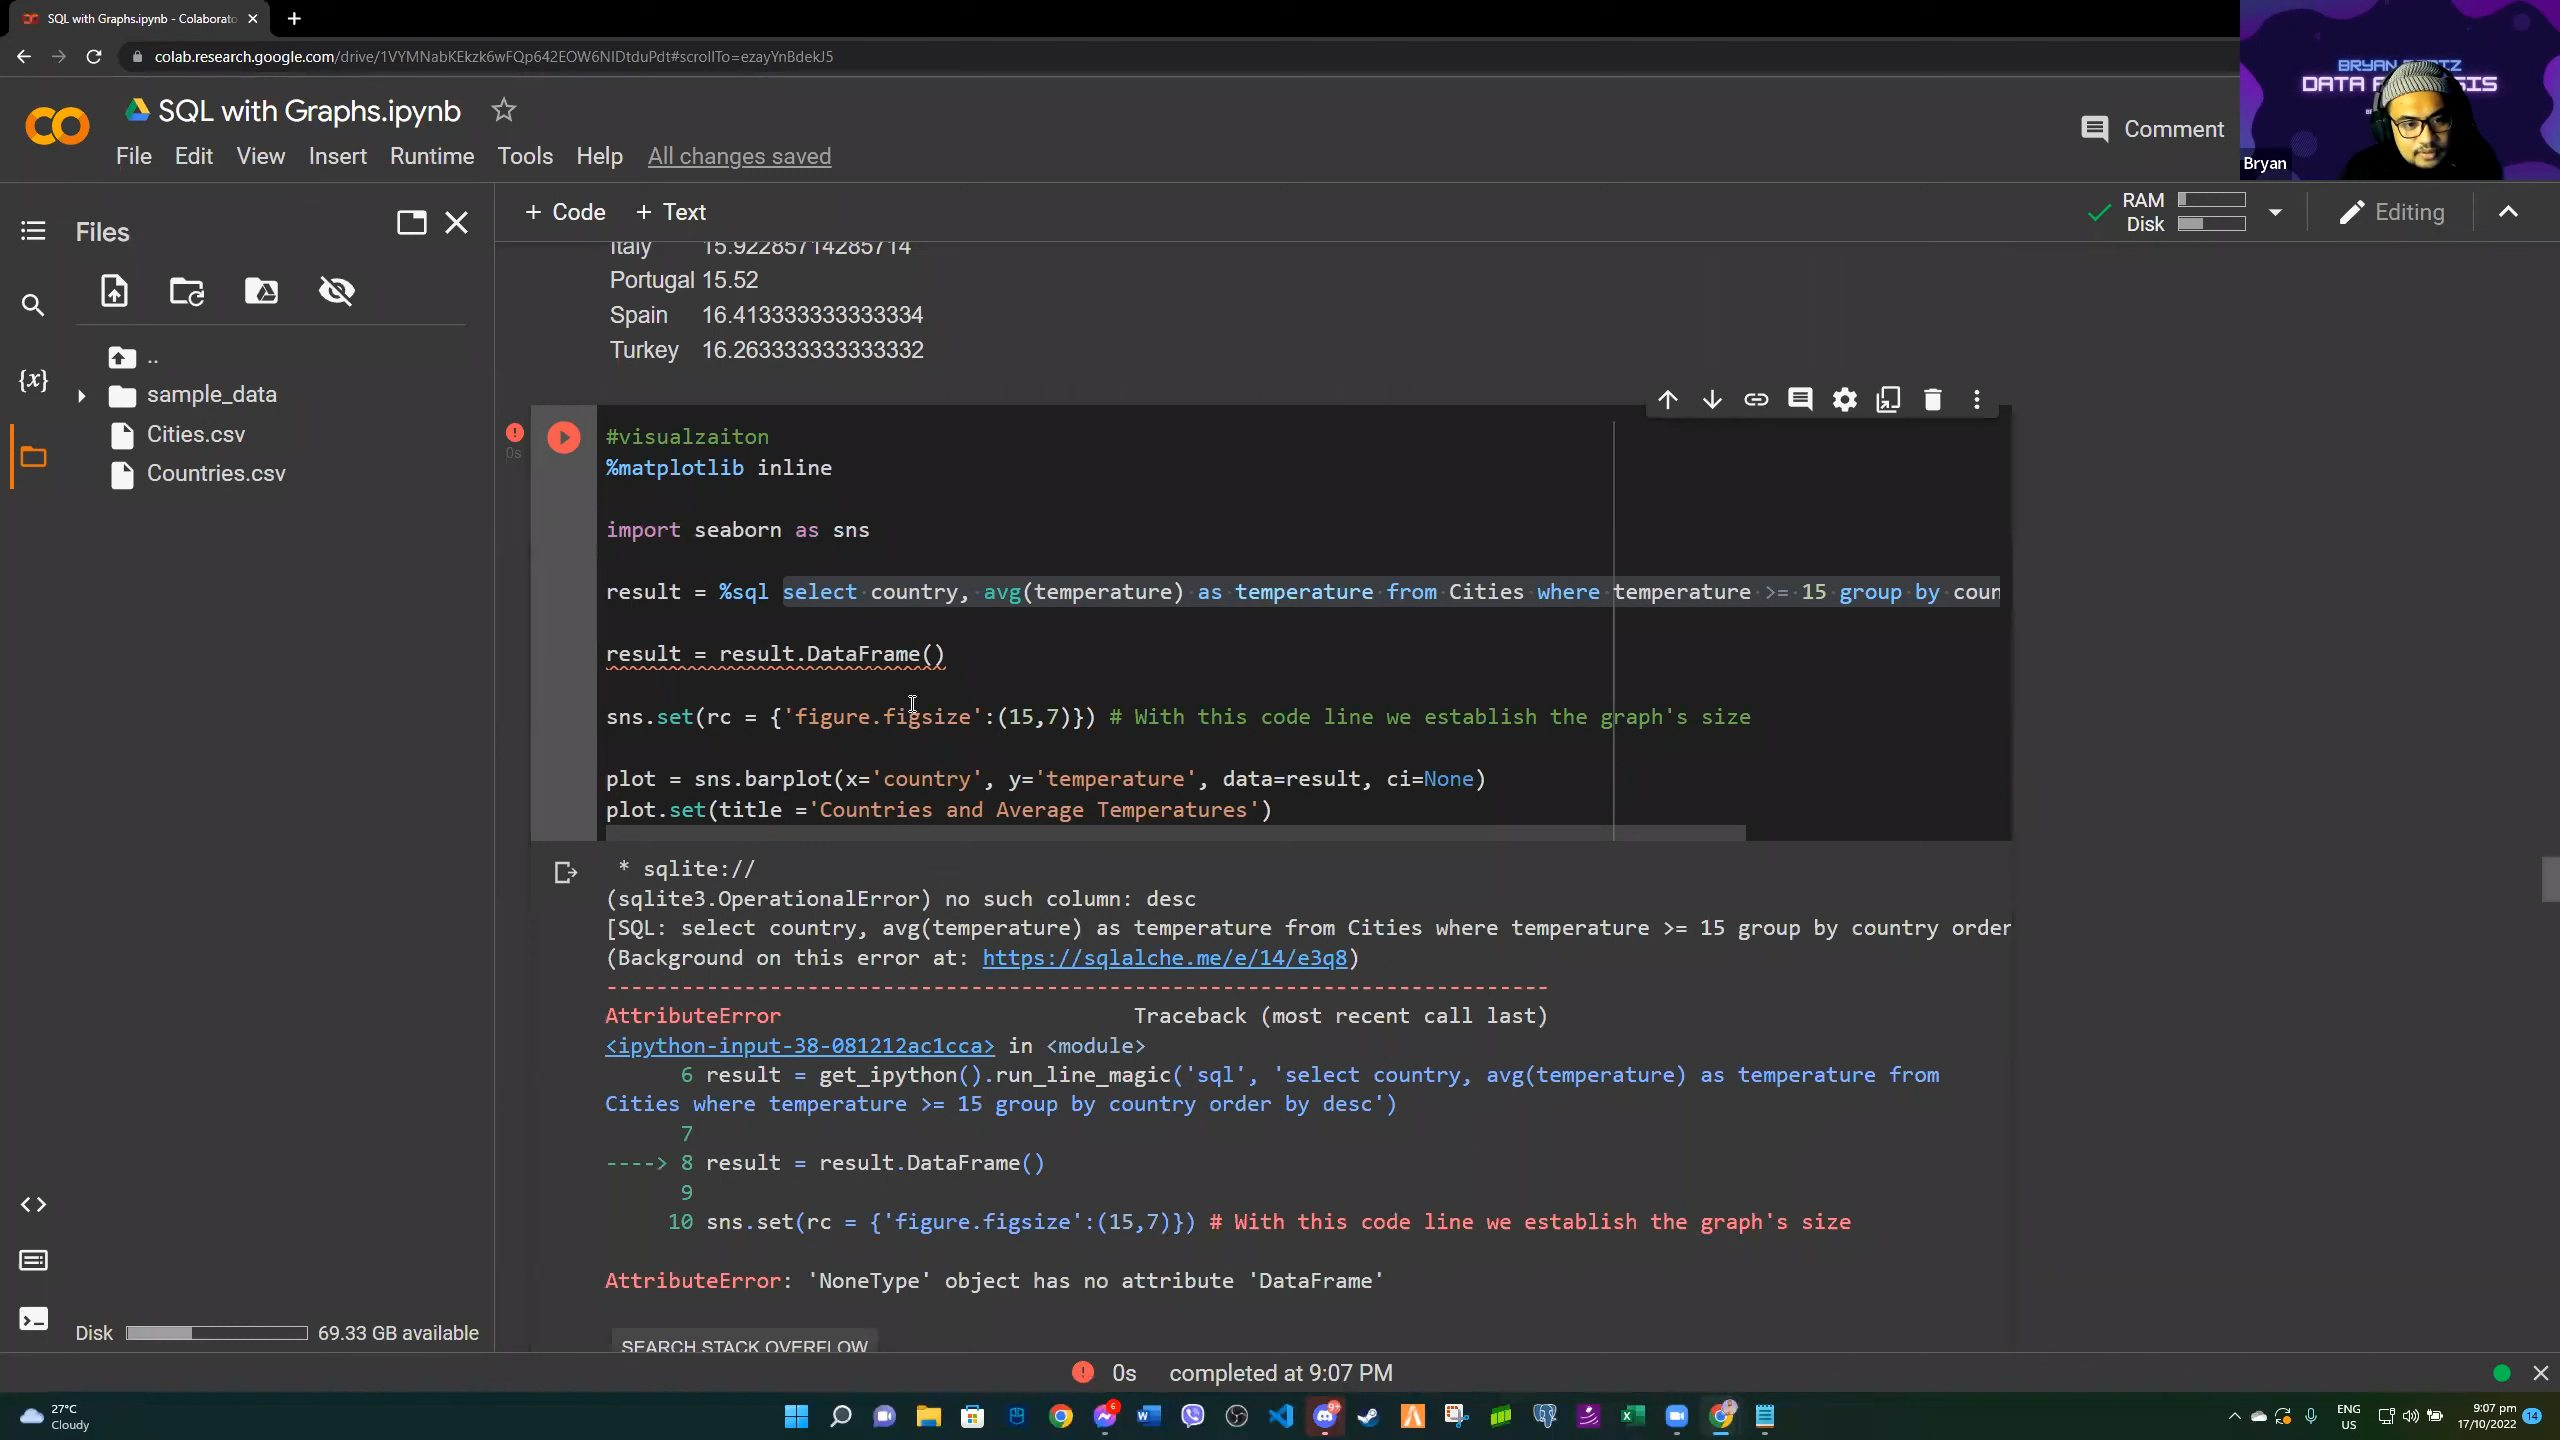 SQL with Graphs.ipynb - Colaborato
colab.research.google.com/drive/1VYMNabKEkzk6wFQp642EOW6NIDtduPdt#scrollTo=ezayYnBdekJ5
SQL with Graphs.ipynb
File Edit View Insert Runtime Tools Help All changes saved
Comment
DATA
Bryan
Files
+ Code + Text
RAM
Disk
Editing
..
sample_data
Cities.csv
Countries.csv
Italy 15.92285714285714
Portugal 15.52
Spain 16.413333333333334
Turkey 16.263333333333332
0s
#visualzaiton
%matplotlib inline
import seaborn as sns
result = %sql select country, avg(temperature) as temperature from Cities where temperature >= 15 group by coun
result = result.DataFrame()
sns.set(rc = {'figure.figsize':(15,7)}) # With this code line we establish the graph's size
plot = sns.barplot(x='country', y='temperature', data=result, ci=None)
plot.set(title ='Countries and Average Temperatures')
* sqlite://
(sqlite3.OperationalError) no such column: desc
[SQL: select country, avg(temperature) as temperature from Cities where temperature >= 15 group by country order
(Background on this error at: https://sqlalche.me/e/14/e3q8)
---------------------------------------------------------------------------
AttributeError Traceback (most recent call last)
<ipython-input-38-081212ac1cca> in <module>
6 result = get_ipython().run_line_magic('sql', 'select country, avg(temperature) as temperature from
Cities where temperature >= 15 group by country order by desc')
7
----> 8 result = result.DataFrame()
9
10 sns.set(rc = {'figure.figsize':(15,7)}) # With this code line we establish the graph's size
AttributeError: 'NoneType' object has no attribute 'DataFrame'
SEARCH STACK OVERFLOW
Disk 69.33 GB available
0s completed at 9:07 PM
27°C
Cloudy
6
9+
ENG
US
9:07 pm
17/10/2022
14